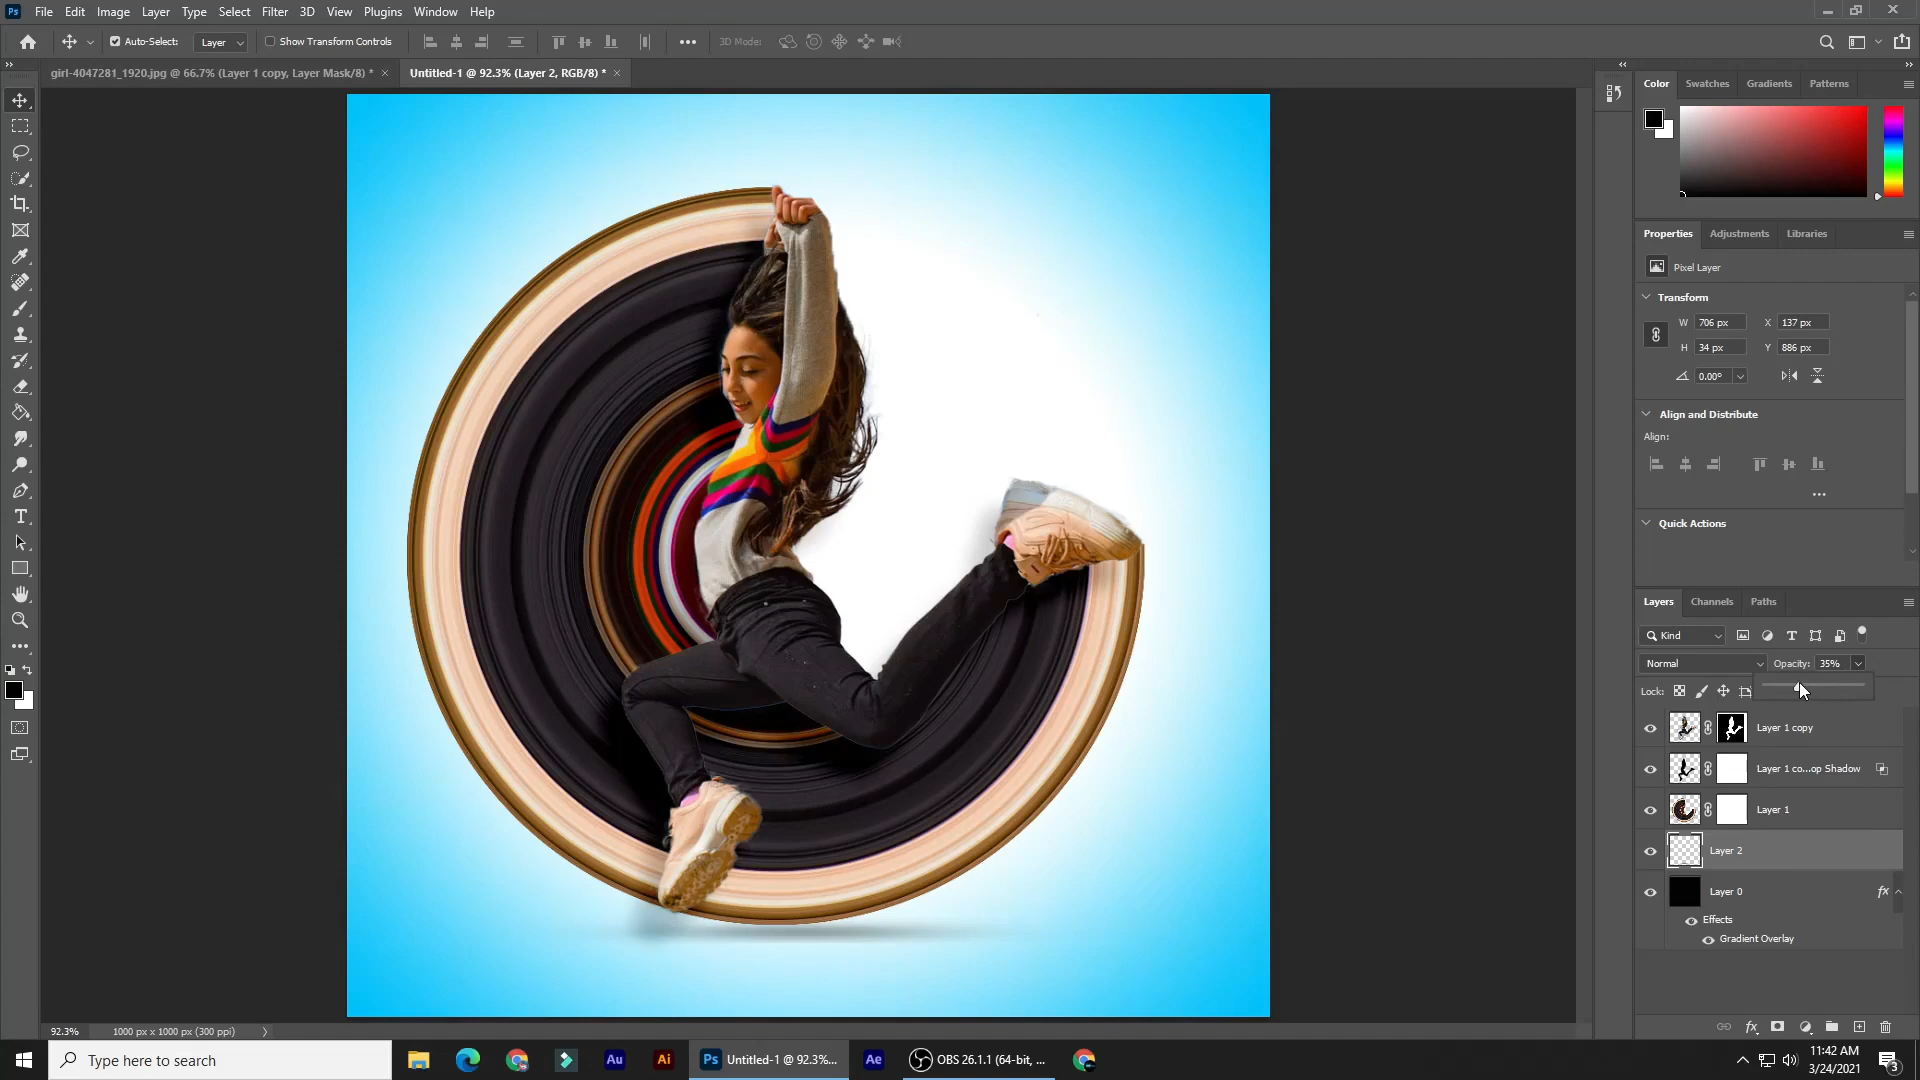 Ps File Edit Image Layer Type Select Filter 3D View Plugins Window Help
Auto-Select: Layer Show Transform Controls 3D Mode:
girl-4047281_1920.jpg @ 66.7% (Layer 1 copy, Layer Mask/8) * × Untitled-1 @ 92.3% (Layer 2, RGB/8) * ×
Color Swatches Gradients Patterns
Properties Adjustments Libraries
Pixel Layer
Transform
W 706 px X 137 px
H 34 px Y 886 px
0.00°
Align and Distribute
Align:
Quick Actions
Layers Channels Paths
Kind
Normal Opacity: 35%
Lock:
Layer 1 copy
Layer 1 co...op Shadow
Layer 1
Layer 2
Layer 0 fx
Effects
Gradient Overlay
92.3% 1000 px x 1000 px (300 ppi)
fx
Type here to search Au Ai Ps Untitled-1 @ 92.3%... Ae OBS 26.1.1 (64-bit, ...
11:42 AM
3/24/2021
3